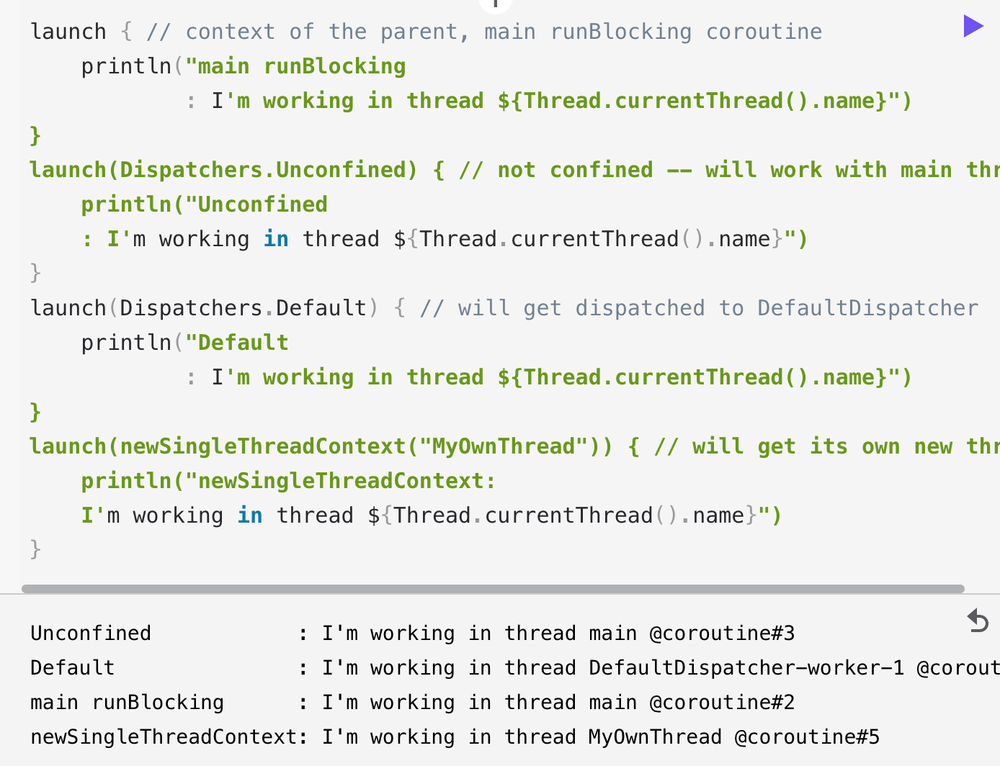 launch { // context of the parent, main runBlocking coroutine
    println("main runBlocking
            : I'm working in thread ${Thread.currentThread().name}")
}
launch(Dispatchers.Unconfined) { // not confined -- will work with main thr
    println("Unconfined
    : I'm working in thread ${Thread.currentThread().name}")
}
launch(Dispatchers.Default) { // will get dispatched to DefaultDispatcher
    println("Default
            : I'm working in thread ${Thread.currentThread().name}")
}
launch(newSingleThreadContext("MyOwnThread")) { // will get its own new thr
    println("newSingleThreadContext:
    I'm working in thread ${Thread.currentThread().name}")
}
Unconfined            : I'm working in thread main @coroutine#3
Default               : I'm working in thread DefaultDispatcher-worker-1 @corout
main runBlocking      : I'm working in thread main @coroutine#2
newSingleThreadContext: I'm working in thread MyOwnThread @coroutine#5